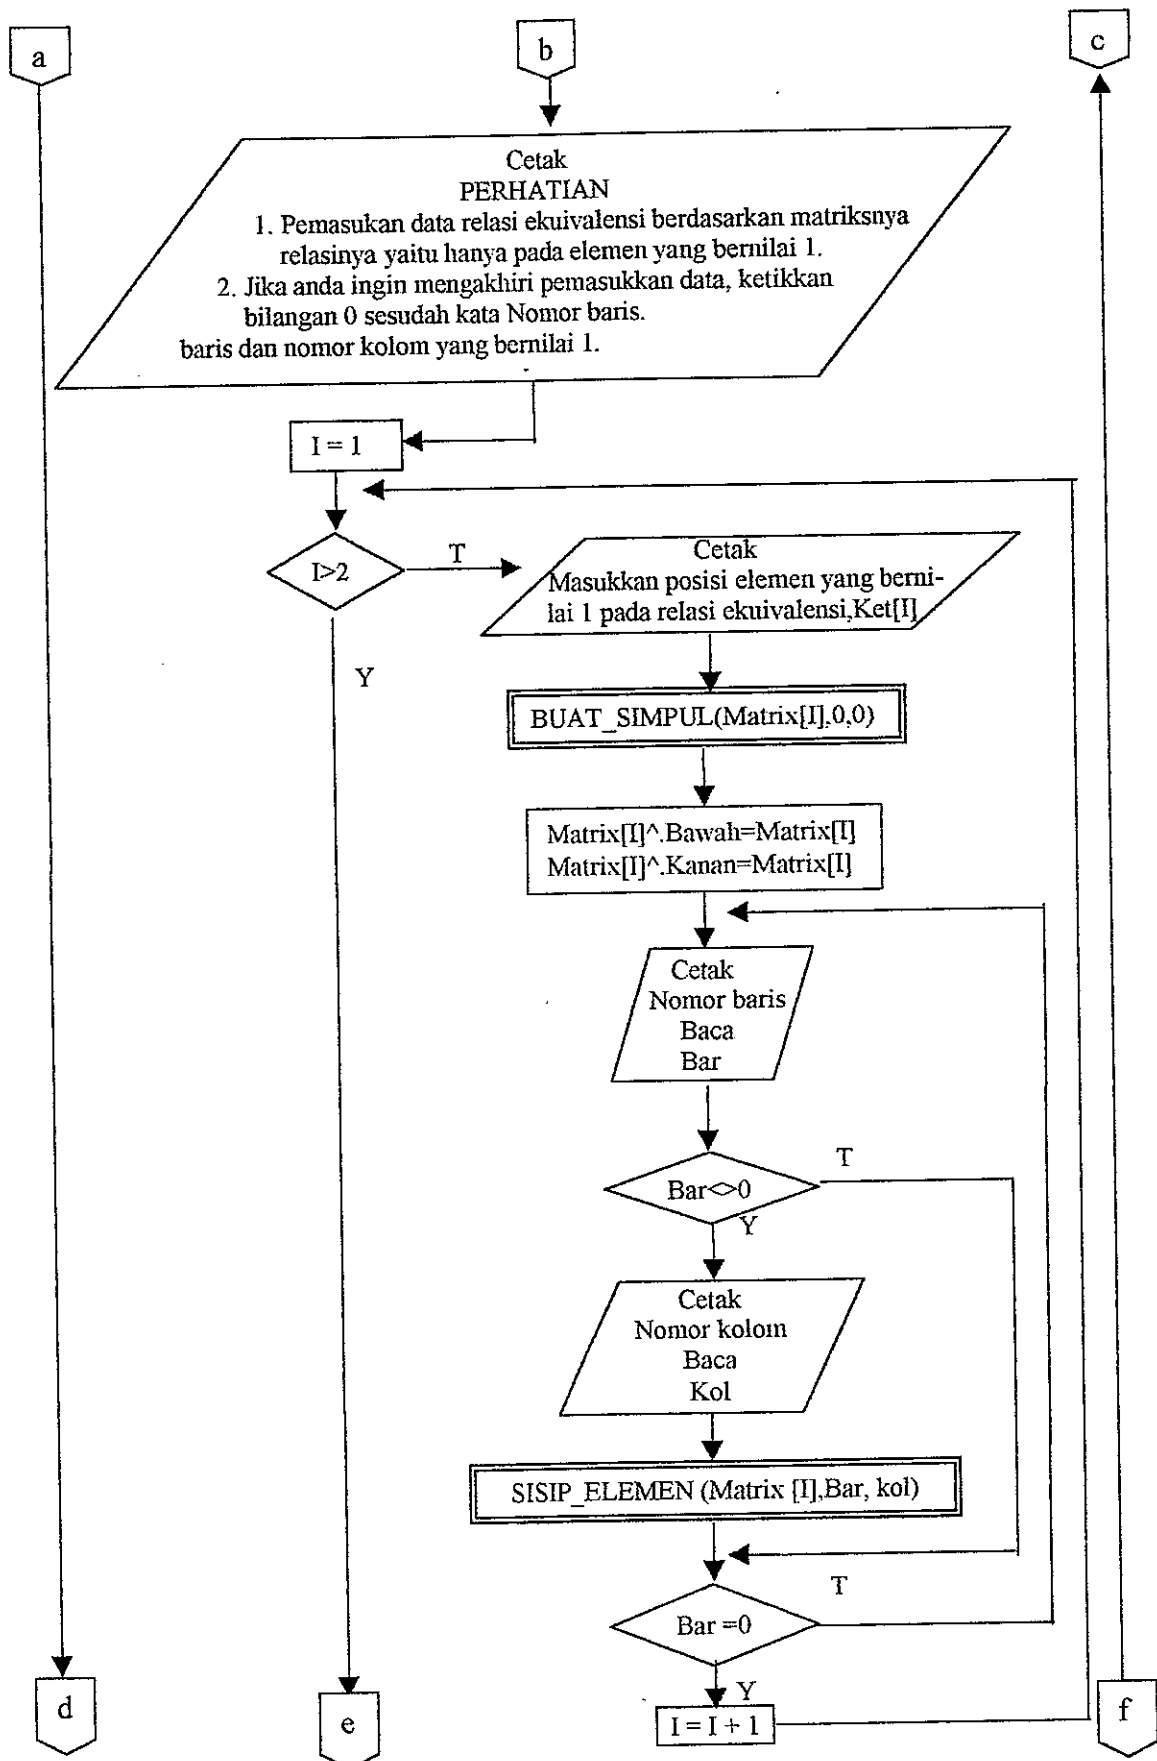 a
b
c
Cetak
PERHATIAN
1. Pemasukan data relasi ekuivalensi berdasarkan matriksnya
relasinya yaitu hanya pada elemen yang bernilai 1.
2. Jika anda ingin mengakhiri pemasukkan data, ketikkan
bilangan 0 sesudah kata Nomor baris.
baris dan nomor kolom yang bernilai 1.
I = 1
I>2
T
Cetak
Masukkan posisi elemen yang berni-
lai 1 pada relasi ekuivalensi,Ket[I]
Y
BUAT_SIMPUL(Matrix[I],0,0)
Matrix[I]^.Bawah=Matrix[I]
Matrix[I]^.Kanan=Matrix[I]
Cetak
Nomor baris
Baca
Bar
T
Bar<>0
Y
Cetak
Nomor kolom
Baca
Kol
SISIP_ELEMEN (Matrix [I],Bar, kol)
T
Bar =0
Y
I = I + 1
d
e
f